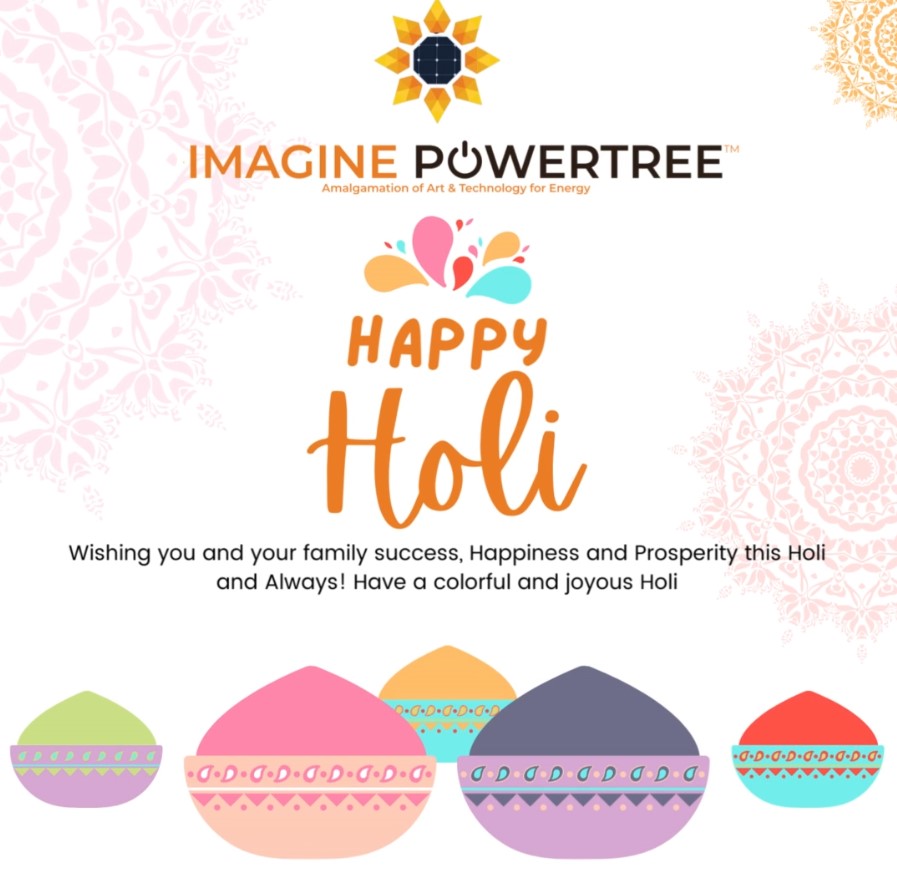 IMAGINE POWERTREE™
Amalgamation of Art & Technology for Energy
HAPPY
Holi
Wishing you and your family success, Happiness and Prosperity this Holi
and Always! Have a colorful and joyous Holi